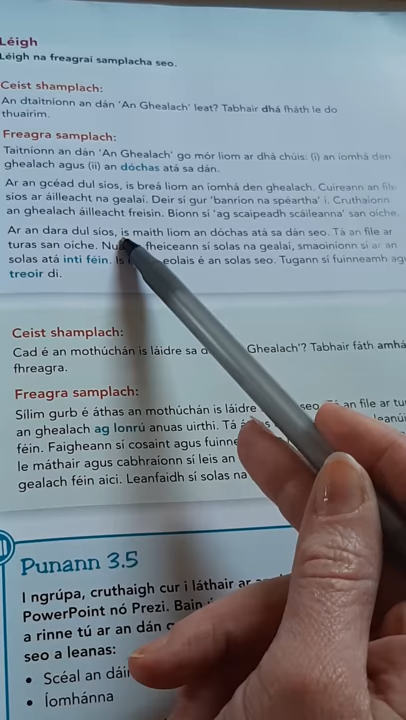 Léigh
Léigh na freagraí samplacha seo.
Ceist shamplach:
An dtaitníonn an dán 'An Ghealach' leat? Tabhair dhá fháth le do
thuairim.
Freagra samplach:
Taitníonn an dán 'An Ghealach' go mór liom ar dhá chúis: (i) an íomhá den
ghealach agus (ii) an dóchas atá sa dán.
Ar an gcéad dul síos, is breá liom an íomhá den ghealach. Cuireann an file
síos ar áilleacht na gealaí. Deir sí gur 'banríon na spéartha' í. Cruthaíonn
an ghealach áilleacht freisin. Bíonn sí 'ag scaipeadh scáileanna' san oíche.
Ar an dara dul síos, is maith liom an dóchas atá sa dán seo. Tá an file ar
turas san oíche. fheiceann sí solas na gealaí, smaoiníonn sí ar an
solas atá inti féin. eolais é an solas seo. Tugann sí fuinneamh
treoir di.
Ceist shamplach:
Cad é an mothúchán is láidre sa Ghealach'? Tabhair fáth
fhreagra.
Freagra samplach:
Sílim gurb é áthas an mothúchán is láidre seo. an file ar
an ghealach ag lonrú anuas uirthi. Tá
féin. Faigheann sí cosaint agus
le máthair agus cabhraíonn sí leis an
gealach féin aici. Leanfaidh sí solas na
Punann 3.5
I ngrúpa, cruthaigh cur i láthair ar
PowerPoint nó Prezi. Bain
a rinne tú ar an dán
seo a leanas:
• Scéal an
• Íomhánna